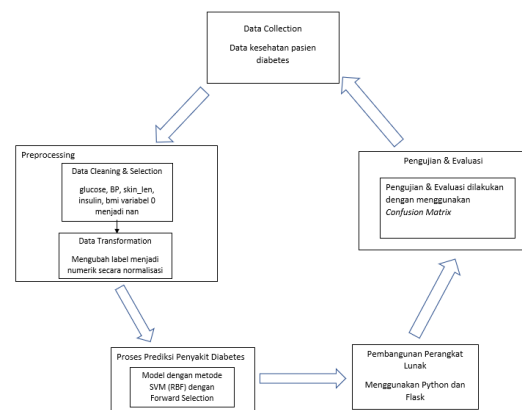 Data Collection
Data kesehatan pasien
diabetes
Preprocessing
Data Cleaning & Selection
glucose, BP, skin_len,
insulin, bmi variabel 0
menjadi nan
Data Transformation
Mengubah label menjadi
numerik secara normalisasi
Proses Prediksi Penyakit Diabetes
Model dengan metode
SVM (RBF) dengan
Forward Selection
Pembangunan Perangkat
Lunak
Menggunakan Python dan
Flask
Pengujian & Evaluasi
Pengujian & Evaluasi dilakukan
dengan menggunakan
Confusion Matrix